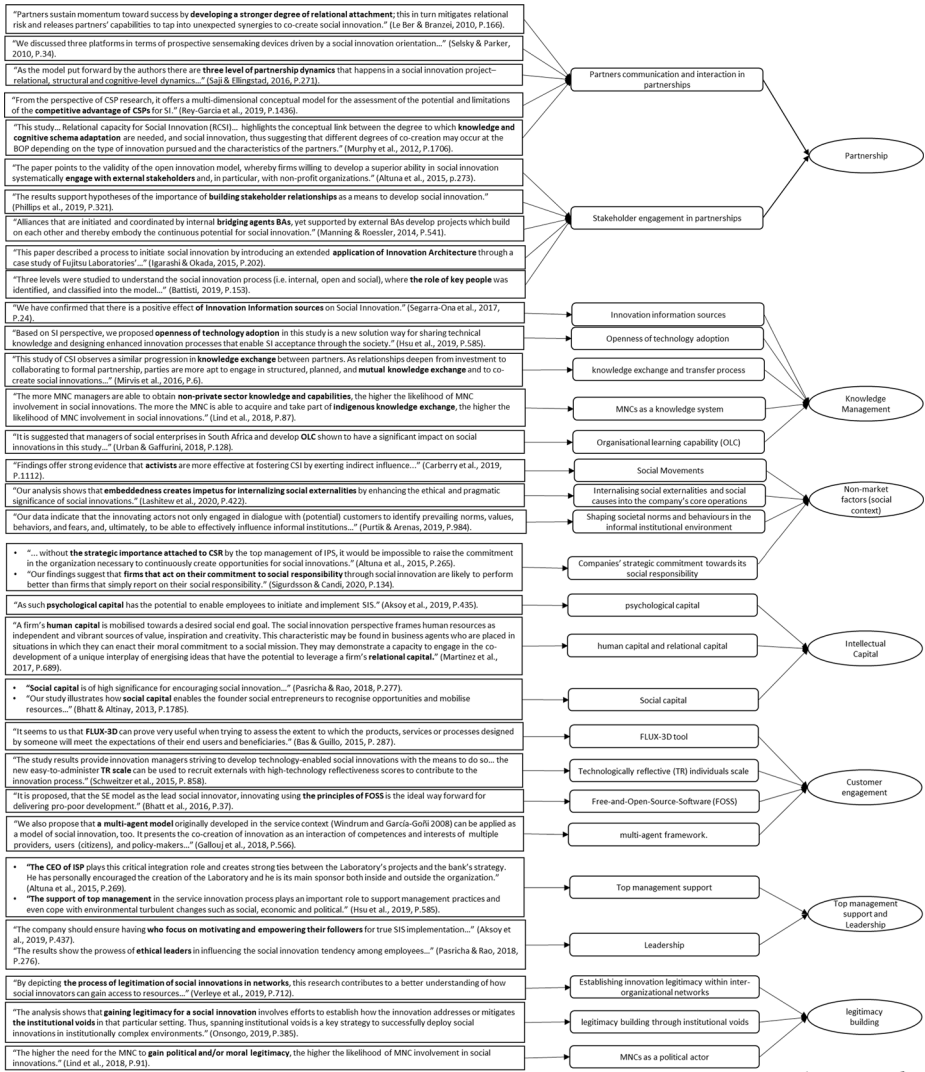 "Partners sustain momentum toward success by developing a stronger degree of relational attachment; this in turn mitigates relational
risk and releases partners' capabilities to tap into unexpected synergies to co-create social innovation." (Le Ber & Branzei, 2010, P.166).
"We discussed three platforms in terms of prospective sensemaking devices driven by a social innovation orientation…" (Selsky & Parker,
2010, P.34).
"As the model put forward by the authors there are three level of partnership dynamics that happens in a social innovation project–
relational, structural and cognitive-level dynamics…" (Saji & Ellingstad, 2016, P.271).
"From the perspective of CSP research, it offers a multi-dimensional conceptual model for the assessment of the potential and limitations
of the competitive advantage of CSPs for SI." (Rey-Garcia et al., 2019, P.1436).
"This study… Relational capacity for Social Innovation (RCSI)… highlights the conceptual link between the degree to which knowledge and
cognitive schema adaptation are needed, and social innovation, thus suggesting that different degrees of co-creation may occur at the
BOP depending on the type of innovation pursued and the characteristics of the partners." (Murphy et al., 2012, P.1706).
Partners communication and interaction in
partnerships
"The paper points to the validity of the open innovation model, whereby firms willing to develop a superior ability in social innovation
systematically engage with external stakeholders and, in particular, with non-profit organizations." (Altuna et al., 2015, p.273).
"The results support hypotheses of the importance of building stakeholder relationships as a means to develop social innovation."
(Phillips et al., 2019, P.321).
"Alliances that are initiated and coordinated by internal bridging agents BAs, yet supported by external BAs develop projects which build
on each other and thereby embody the continuous potential for social innovation." (Manning & Roessler, 2014, P.541).
"This paper described a process to initiate social innovation by introducing an extended application of Innovation Architecture through a
case study of Fujitsu Laboratories'…" (Igarashi & Okada, 2015, P.202).
"Three levels were studied to understand the social innovation process (i.e. internal, open and social), where the role of key people was
identified, and classified into the model…" (Battisti, 2019, P.153).
Stakeholder engagement in partnerships
Partnership
"We have confirmed that there is a positive effect of Innovation Information sources on Social Innovation." (Segarra-Ona et al., 2017,
P.24).
Innovation information sources
"Based on SI perspective, we proposed openness of technology adoption in this study is a new solution way for sharing technical
knowledge and designing enhanced innovation processes that enable SI acceptance through the society." (Hsu et al., 2019, P.585).
Openness of technology adoption
"This study of CSI observes a similar progression in knowledge exchange between partners. As relationships deepen from investment to
collaborating to formal partnership, parties are more apt to engage in structured, planned, and mutual knowledge exchange and to co-
create social innovations…" (Mirvis et al., 2016, P.6).
knowledge exchange and transfer process
"The more MNC managers are able to obtain non-private sector knowledge and capabilities, the higher the likelihood of MNC
involvement in social innovations. The more the MNC is able to acquire and take part of indigenous knowledge exchange, the higher the
likelihood of MNC involvement in social innovations." (Lind et al., 2018, P.87).
MNCs as a knowledge system
"It is suggested that managers of social enterprises in South Africa and develop OLC shown to have a significant impact on social
innovations in this study…" (Urban & Gaffurini, 2018, P.128).
Organisational learning capability (OLC)
Knowledge
Management
"Findings offer strong evidence that activists are more effective at fostering CSI by exerting indirect influence…" (Carberry et al., 2019,
P.1112).
Social Movements
"Our analysis shows that embeddedness creates impetus for internalizing social externalities by enhancing the ethical and pragmatic
significance of social innovations." (Lashitew et al., 2020, P.422).
Internalising social externalities and social
causes into the company's core operations
"Our data indicate that the innovating actors not only engaged in dialogue with (potential) customers to identify prevailing norms, values,
behaviors, and fears, and, ultimately, to be able to effectively influence informal institutions…" (Purtik & Arenas, 2019, P.984).
Shaping societal norms and behaviours in the
informal institutional environment
• "… without the strategic importance attached to CSR by the top management of IPS, it would be impossible to raise the commitment
in the organization necessary to continuously create opportunities for social innovations." (Altuna et al., 2015, P.265).
• "Our findings suggest that firms that act on their commitment to social responsibility through social innovation are likely to perform
better than firms that simply report on their social responsibility." (Sigurdsson & Candi, 2020, P.134).
Companies' strategic commitment towards its
social responsibility
Non-market
factors (social
context)
"As such psychological capital has the potential to enable employees to initiate and implement SIS." (Aksoy et al., 2019, P.435).
psychological capital
"A firm's human capital is mobilised towards a desired social end goal. The social innovation perspective frames human resources as
independent and vibrant sources of value, inspiration and creativity. This characteristic may be found in business agents who are placed in
situations in which they can enact their moral commitment to a social mission. They may demonstrate a capacity to engage in the co-
development of a unique interplay of energising ideas that have the potential to leverage a firm's relational capital." (Martinez et al.,
2017, P.689).
human capital and relational capital
• "Social capital is of high significance for encouraging social innovation…" (Pasricha & Rao, 2018, P.277).
• "Our study illustrates how social capital enables the founder social entrepreneurs to recognise opportunities and mobilise
resources…" (Bhatt & Altinay, 2013, P.1785).
Social capital
Intellectual
Capital
"It seems to us that FLUX-3D can prove very useful when trying to assess the extent to which the products, services or processes designed
by someone will meet the expectations of their end users and beneficiaries." (Bas & Guillo, 2015, P. 287).
FLUX-3D tool
"The study results provide innovation managers striving to develop technology-enabled social innovations with the means to do so… the
new easy-to-administer TR scale can be used to recruit externals with high-technology reflectiveness scores to contribute to the
innovation process." (Schweitzer et al., 2015, P. 858).
Technologically reflective (TR) individuals scale
"It is proposed, that the SE model as the lead social innovator, innovating using the principles of FOSS is the ideal way forward for
delivering pro-poor development." (Bhatt et al., 2016, P.37).
Free-and-Open-Source-Software (FOSS)
"We also propose that a multi-agent model originally developed in the service context (Windrum and García-Goñi 2008) can be applied as
a model of social innovation, too. It presents the co-creation of innovation as an interaction of competences and interests of multiple
providers, users (citizens), and policy-makers…" (Gallouj et al., 2018, P.566).
multi-agent framework.
Customer
engagement
• "The CEO of ISP plays this critical integration role and creates strong ties between the Laboratory's projects and the bank's strategy.
He has personally encouraged the creation of the Laboratory and he is its main sponsor both inside and outside the organization."
(Altuna et al., 2015, P.269).
• "The support of top management in the service innovation process plays an important role to support management practices and
even cope with environmental turbulent changes such as social, economic and political." (Hsu et al., 2019, P.585).
Top management support
"The company should ensure having who focus on motivating and empowering their followers for true SIS implementation…" (Aksoy et
al., 2019, P.437).
"The results show the prowess of ethical leaders in influencing the social innovation tendency among employees…" (Pasricha & Rao, 2018,
P.276).
Leadership
Top management
support and
Leadership
"By depicting the process of legitimation of social innovations in networks, this research contributes to a better understanding of how
social innovators can gain access to resources…" (Verleye et al., 2019, P.712).
Establishing innovation legitimacy within inter-
organizational networks
"The analysis shows that gaining legitimacy for a social innovation involves efforts to establish how the innovation addresses or mitigates
the institutional voids in that particular setting. Thus, spanning institutional voids is a key strategy to successfully deploy social
innovations in institutionally complex environments." (Onsongo, 2019, P.385).
legitimacy building through institutional voids
"The higher the need for the MNC to gain political and/or moral legitimacy, the higher the likelihood of MNC involvement in social
innovations." (Lind et al., 2018, P.91).
MNCs as a political actor
legitimacy
building